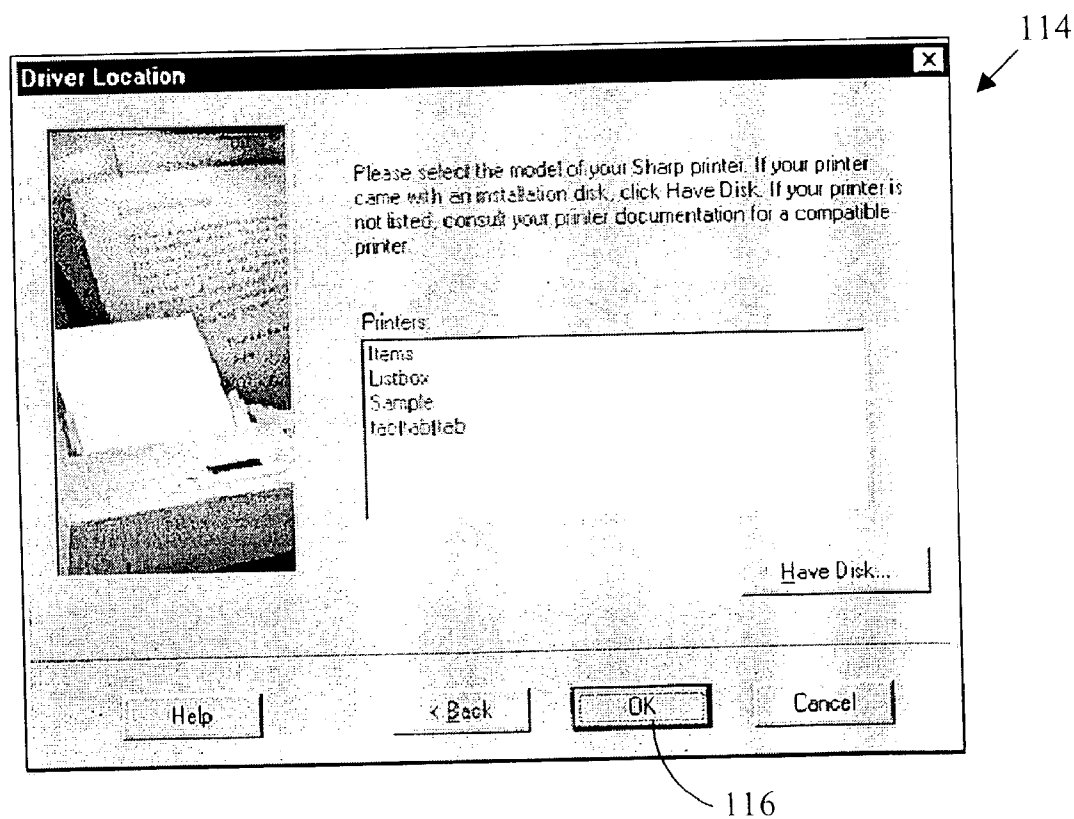 114
Driver Location
Please select the model of your Sharp printer. If your printer
came with an installation disk, click Have Disk. If your printer is
not listed, consult your printer documentation for a compatible
printer.
Printers:
Items
Listbox
Sample
Have Disk...
Help
< Back
OK
Cancel
116